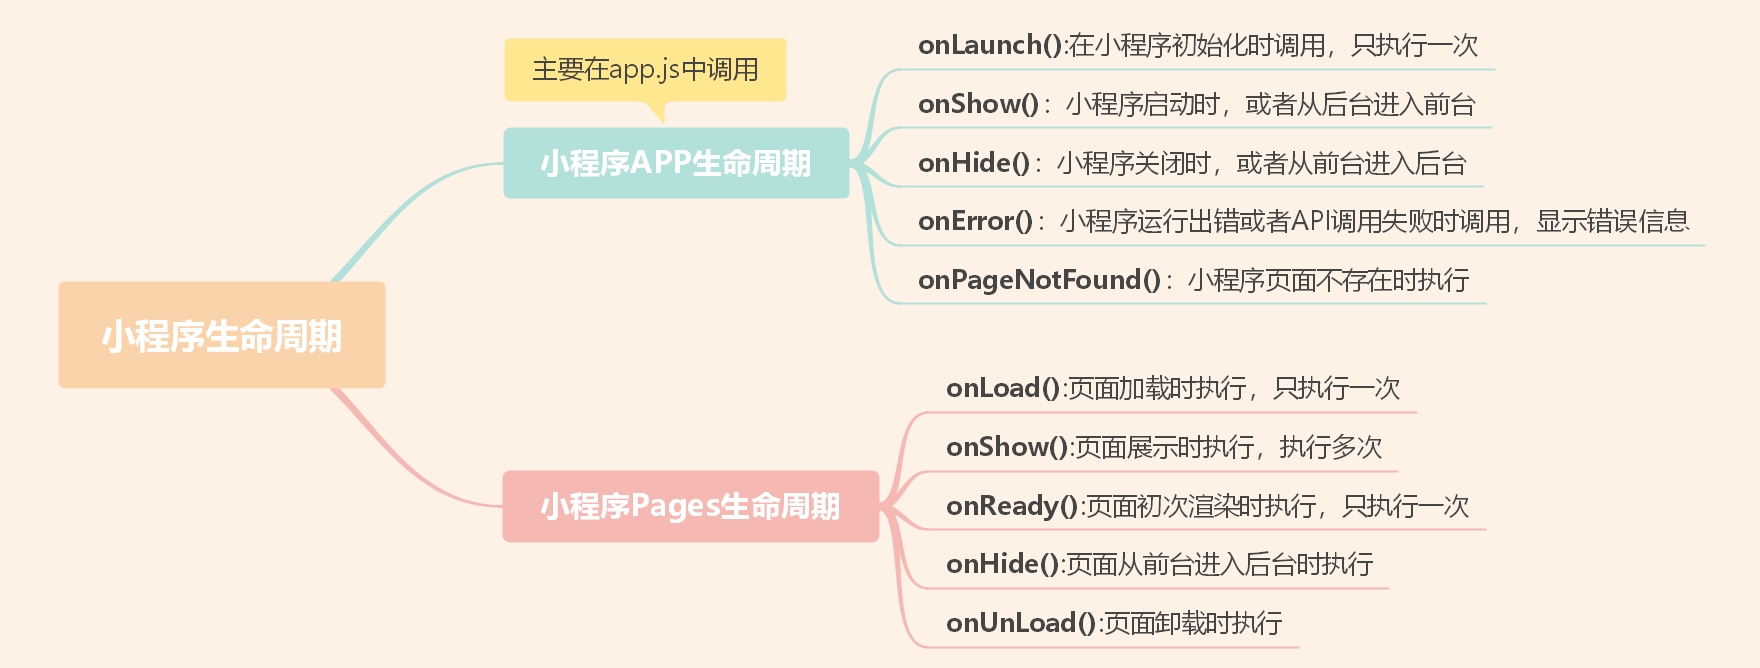 小程序生命周期
主要在app.js中调用
小程序APP生命周期
onLaunch():在小程序初始化时调用，只执行一次
onShow()：小程序启动时，或者从后台进入前台
onHide()：小程序关闭时，或者从前台进入后台
onError()：小程序运行出错或者API调用失败时调用，显示错误信息
onPageNotFound()：小程序页面不存在时执行
小程序Pages生命周期
onLoad():页面加载时执行，只执行一次
onShow():页面展示时执行，执行多次
onReady():页面初次渲染时执行，只执行一次
onHide():页面从前台进入后台时执行
onUnLoad():页面卸载时执行